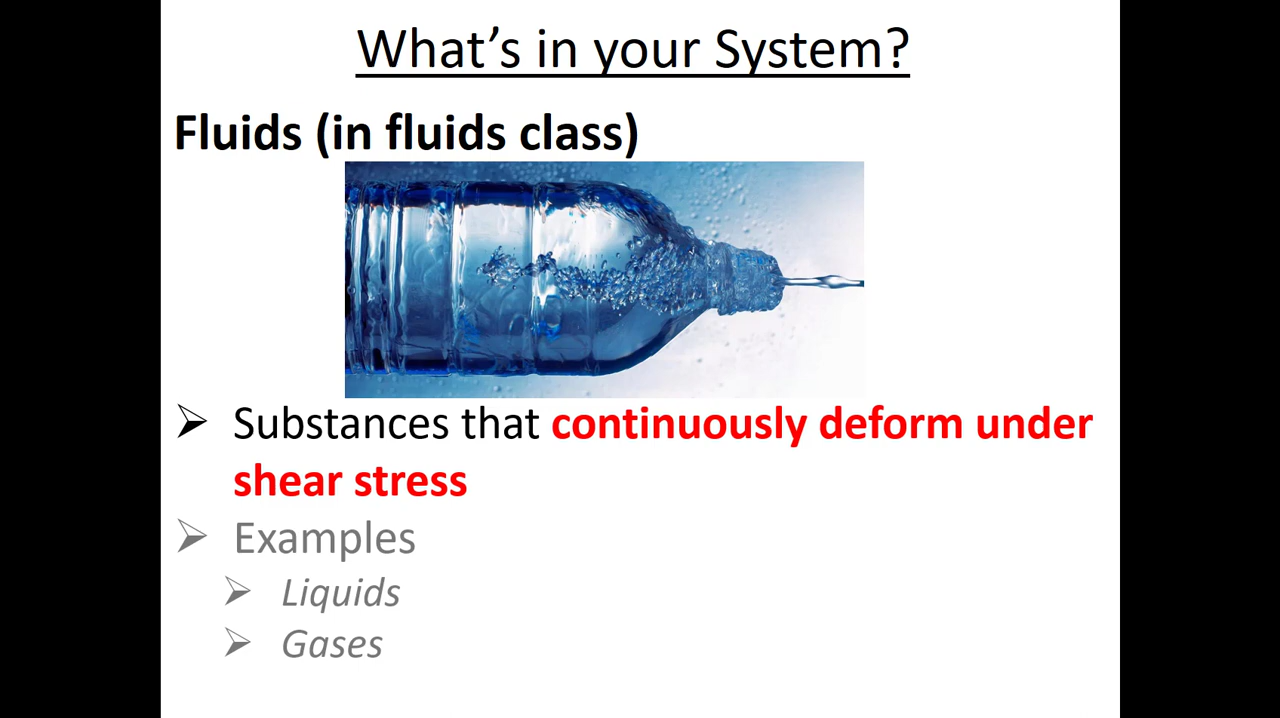 What’s in your System?
Fluids (in fluids class)
➢ Substances that continuously deform under
shear stress
➢ Examples
➢ Liquids
➢ Gases